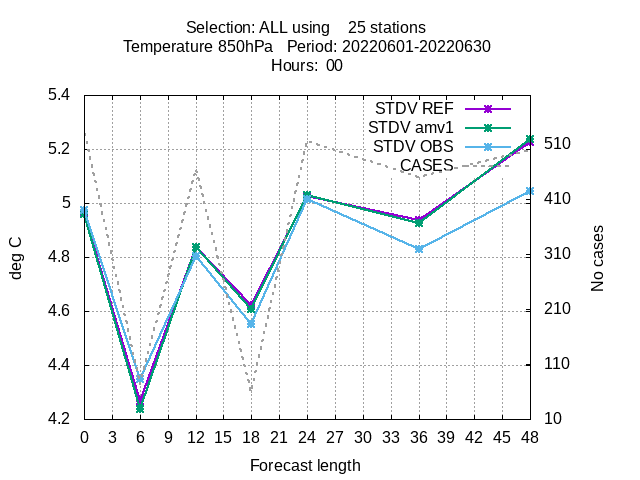 Selection: ALL using    25 stations
Temperature 850hPa   Period: 20220601-20220630
Hours:  00
STDV REF
STDV amv1
STDV OBS
CASES
5.4
5.2
5
4.8
4.6
4.4
4.2
deg C
510
410
310
210
110
10
No cases
0 3 6 9 12 15 18 21 24 27 30 33 36 39 42 45 48
Forecast length